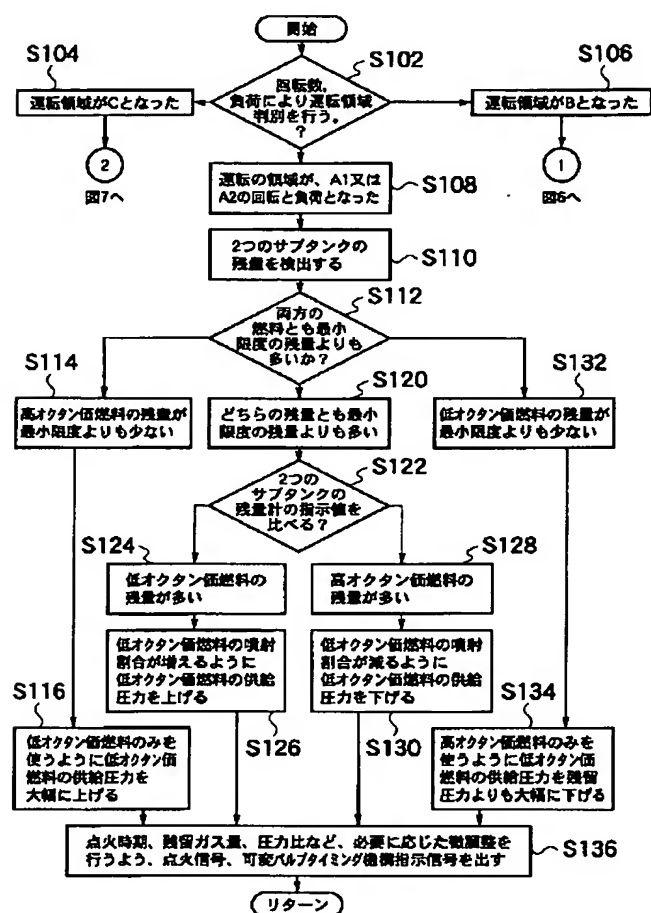 開始
S104
S102
S106
回転数、
負荷により運転領域
判別を行う。
?
運転領域がCとなった
運転領域がBとなった
2
図7へ
1
図6へ
運転の領域が、A1又は
A2の回転と負荷となった
S108
2つのサブタンクの
残量を検出する
S110
S112
両方の
燃料とも最小
限度の残量よりも
多いか?
S114
S120
S132
高オクタン価燃料の残量が
最小限度よりも少ない
どちらの残量とも最小
限度の残量よりも多い
低オクタン価燃料の残量が
最小限度よりも少ない
S122
2つの
サブタンクの
残量計の指示値を
比べる?
S124
S128
低オクタン価燃料の
残量が多い
高オクタン価燃料の
残量が多い
低オクタン価燃料の噴射
割合が増えるように
低オクタン価燃料の供給
圧力を上げる
低オクタン価燃料の噴射
割合が減るように
低オクタン価燃料の供給
圧力を下げる
S116
S126
S130
S134
低オクタン価燃料のみを
使うように低オクタン価
燃料の供給圧力を
大幅に上げる
高オクタン価燃料のみを
使うように低オクタン価
燃料の供給圧力を残留
圧力よりも大幅に下げる
点火時期、残留ガス量、圧力比など、必要に応じた微調整を
行うよう、点火信号、可変バルブタイミング機構指示信号を出す
S136
リターン